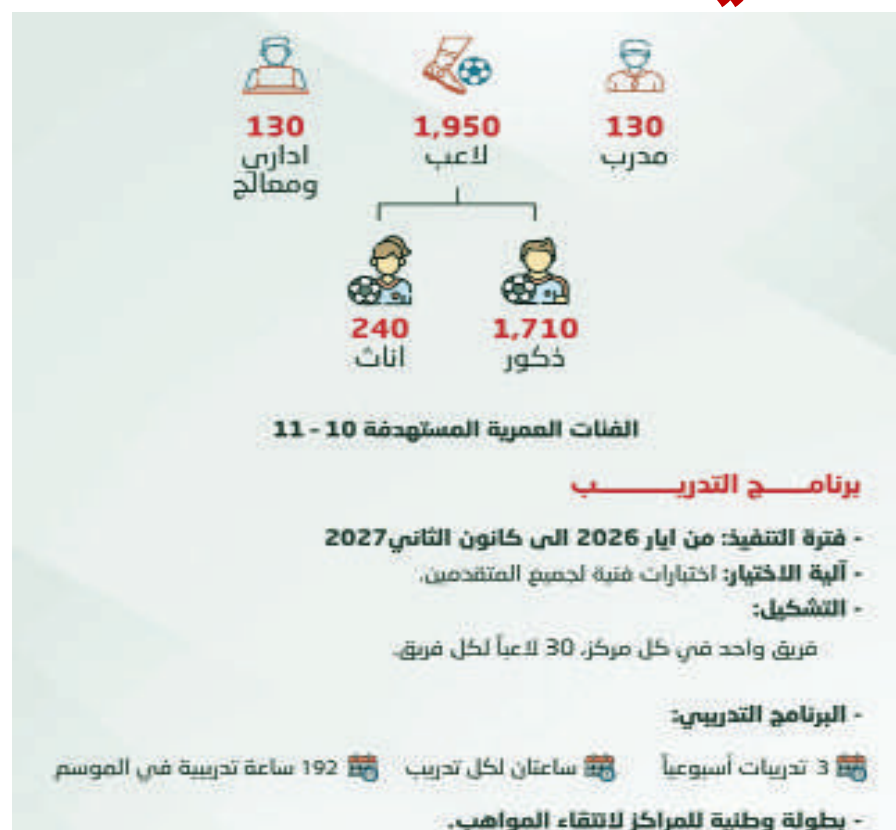 130 1,950 130
مدرب لاعب اداري ومعالج
1,710 240
ذكور اناث
الفئات العمرية المستهدفة 10 - 11
برنامج التدريب
- فترة التنفيذ: من ايار 2026 الى كانون الثاني2027
- آلية الاختيار: اختبارات فنية لجميع المتقدمين.
- التشكيل:
فريق واحد في كل مركز، 30 لاعباً لكل فريق.
- البرنامج التدريبي:
3 تدريبات أسبوعياً ساعتان لكل تدريب 192 ساعة تدريبية في الموسم
- بطولة وطنية للمراكز لانتقاء المواهب.